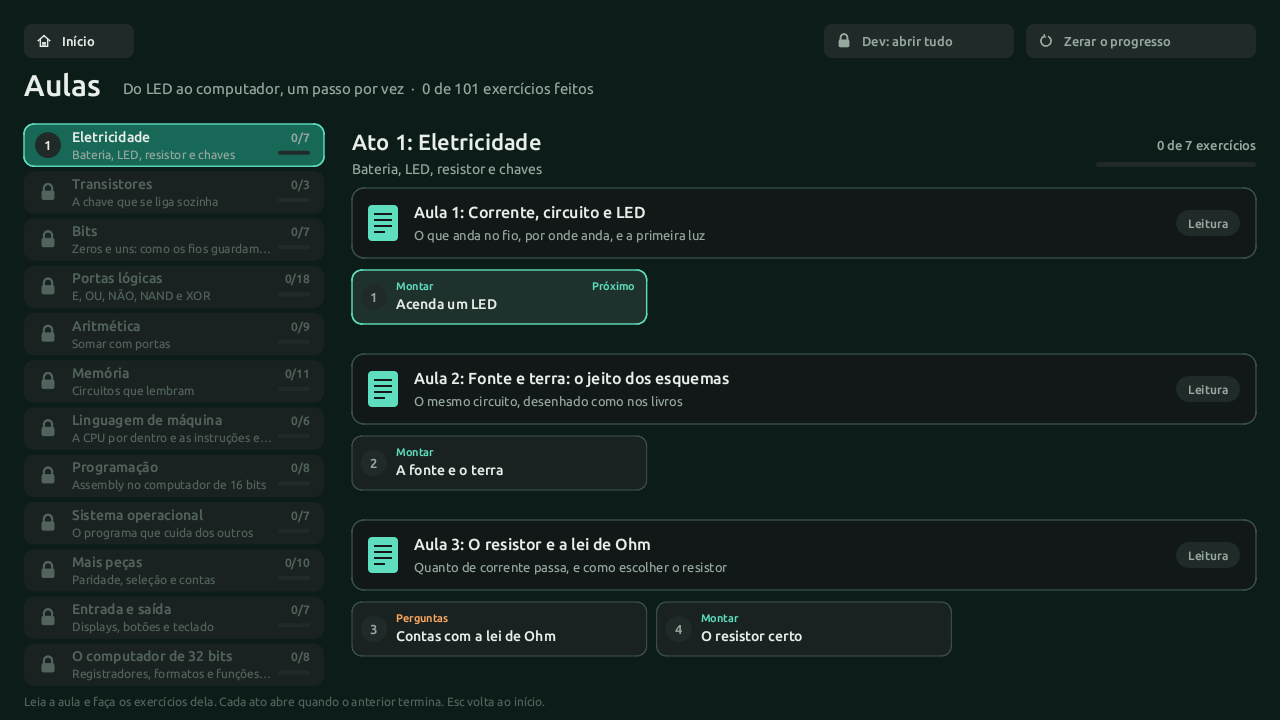 Início
Dev: abrir tudo
Zerar o progresso
Aulas
Do LED ao computador, um passo por vez · 0 de 101 exercícios feitos
1
Eletricidade
0/7
Bateria, LED, resistor e chaves
Transistores
0/3
A chave que se liga sozinha
Bits
0/7
Zeros e uns: como os fios guardam…
Portas lógicas
0/18
E, OU, NÃO, NAND e XOR
Aritmética
0/9
Somar com portas
Memória
0/11
Circuitos que lembram
Linguagem de máquina
0/6
A CPU por dentro e as instruções e…
Programação
0/8
Assembly no computador de 16 bits
Sistema operacional
0/7
O programa que cuida dos outros
Mais peças
0/10
Paridade, seleção e contas
Entrada e saída
0/7
Displays, botões e teclado
O computador de 32 bits
0/8
Registradores, formatos e funções…
Ato 1: Eletricidade
0 de 7 exercícios
Bateria, LED, resistor e chaves
Aula 1: Corrente, circuito e LED
O que anda no fio, por onde anda, e a primeira luz
Leitura
1
Montar
Próximo
Acenda um LED
Aula 2: Fonte e terra: o jeito dos esquemas
O mesmo circuito, desenhado como nos livros
Leitura
2
Montar
A fonte e o terra
Aula 3: O resistor e a lei de Ohm
Quanto de corrente passa, e como escolher o resistor
Leitura
3
Perguntas
Contas com a lei de Ohm
4
Montar
O resistor certo
Leia a aula e faça os exercícios dela. Cada ato abre quando o anterior termina. Esc volta ao início.